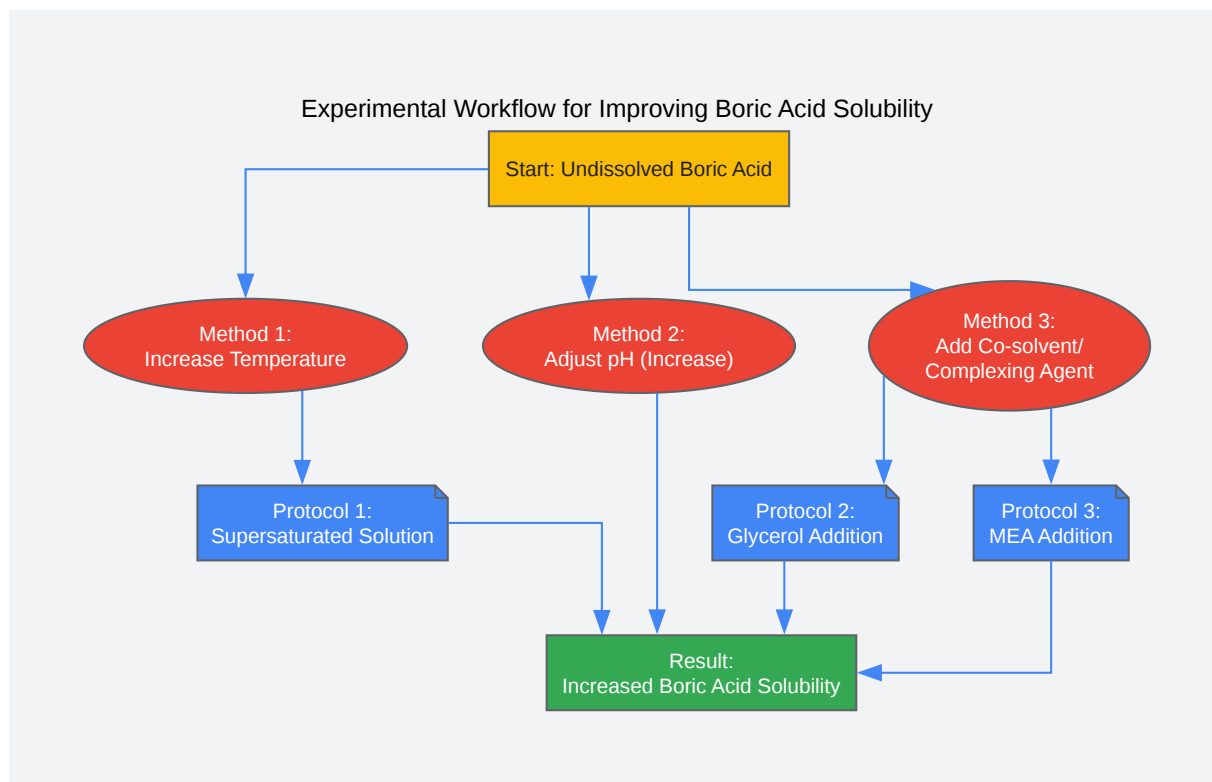 Experimental Workflow for Improving Boric Acid Solubility
Start: Undissolved Boric Acid
Method 1:
Increase Temperature
Method 2:
Adjust pH (Increase)
Method 3:
Add Co-solvent/
Complexing Agent
Protocol 1:
Supersaturated Solution
Protocol 2:
Glycerol Addition
Protocol 3:
MEA Addition
Result:
Increased Boric Acid Solubility